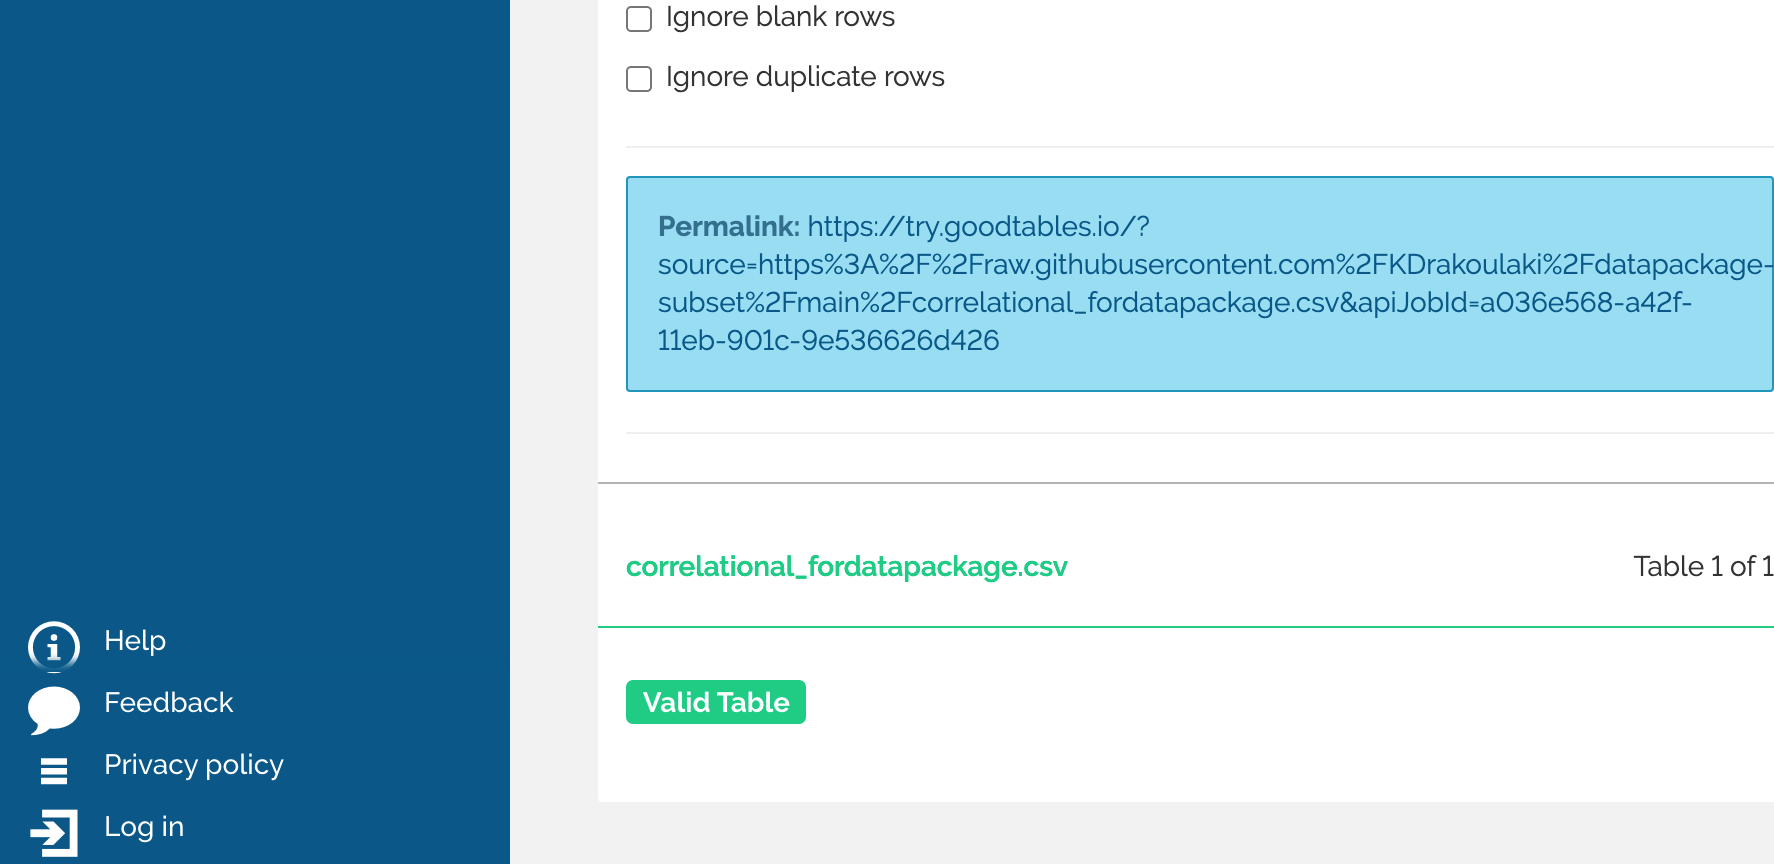 Ignore blank rows
Ignore duplicate rows
Permalink: https://try.goodtables.io/?
source=https%3A%2F%2Fraw.githubusercontent.com%2FKDrakoulaki%2Fdatapackage-
subset%2Fmain%2Fcorrelational_fordatapackage.csv&apiJobId=a036e568-a42f-
11eb-901c-9e536626d426
correlational_fordatapackage.csv
Table 1 of 1
Valid Table
Help
Feedback
Privacy policy
Log in